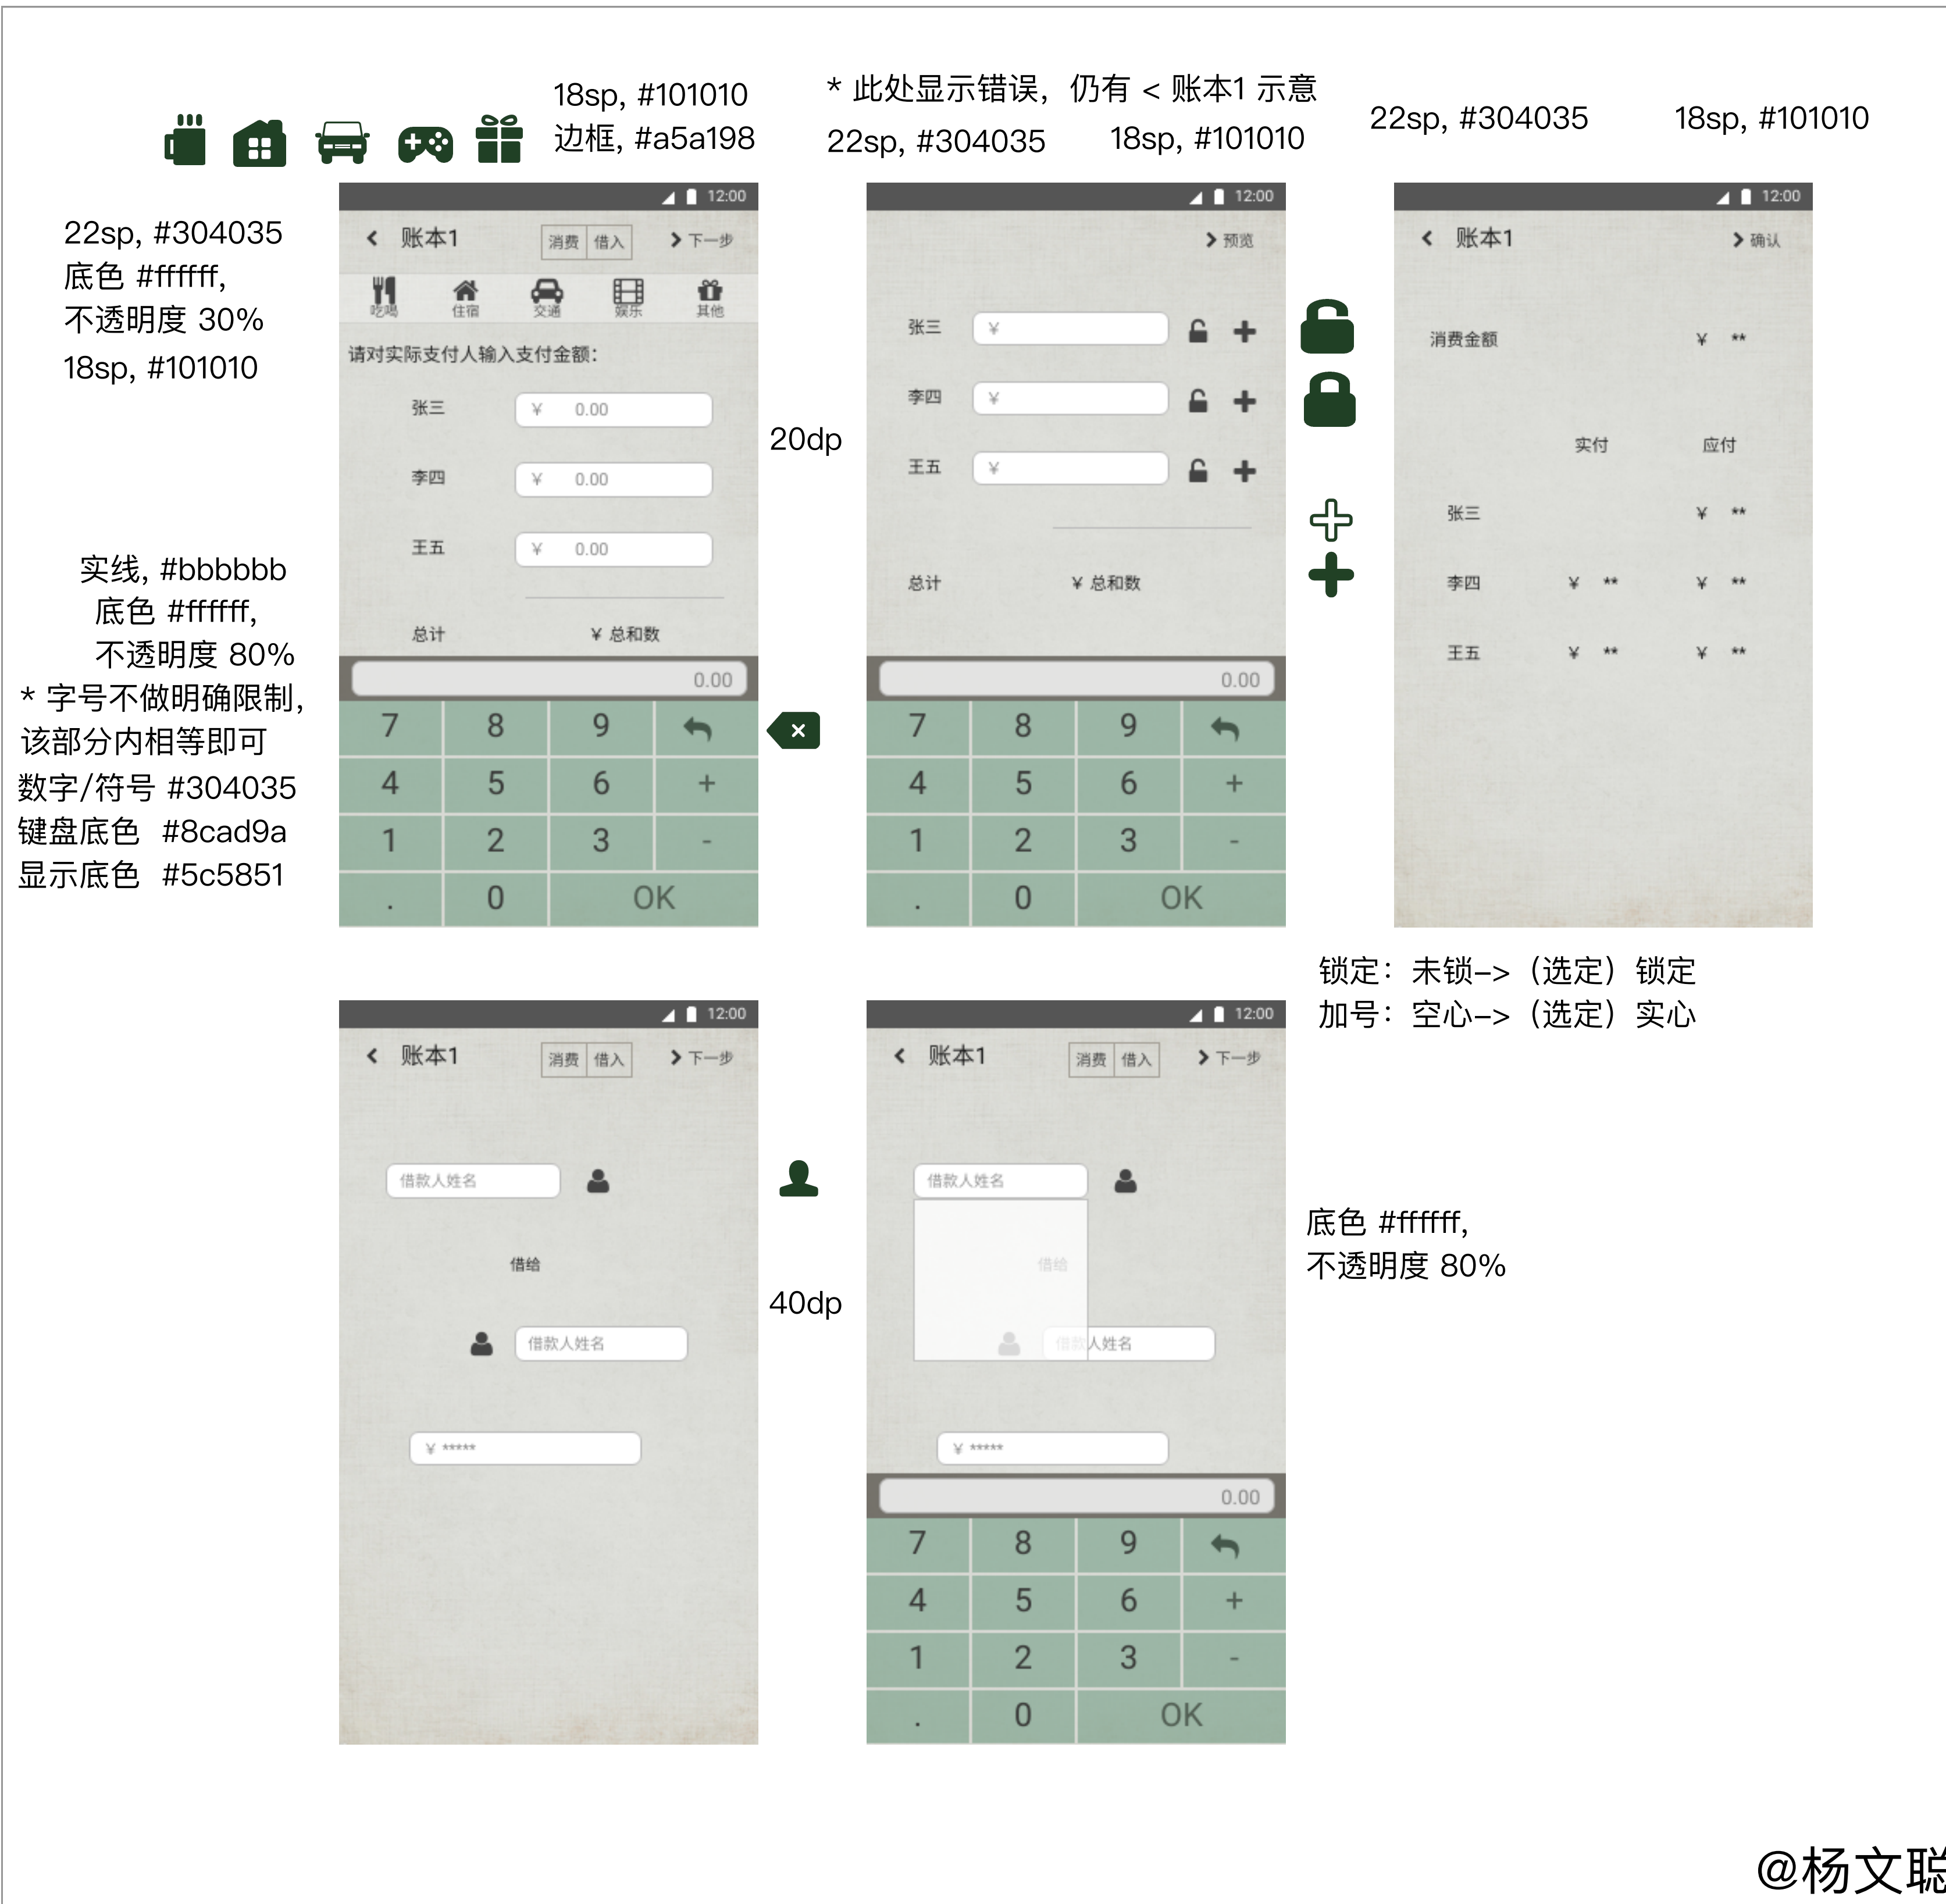 18sp, #101010
边框, #a5a198
* 此处显示错误，仍有 < 账本1 示意
22sp, #304035
18sp, #101010
22sp, #304035
18sp, #101010
22sp, #304035
底色 #ffffff,
不透明度 30%
18sp, #101010
实线, #bbbbbb
底色 #ffffff,
不透明度 80%
* 字号不做明确限制，
该部分内相等即可
数字/符号 #304035
键盘底色 #8cad9a
显示底色 #5c5851
12:00
账本1
消费 借入
下一步
吃喝 住宿 交通 娱乐 其他
请对实际支付人输入支付金额：
张三 ¥ 0.00
李四 ¥ 0.00
王五 ¥ 0.00
总计 ¥ 总和数
0.00
7 8 9
4 5 6 +
1 2 3 -
. 0 OK
20dp
12:00
预览
张三 ¥
李四 ¥
王五 ¥
总计 ¥ 总和数
0.00
7 8 9
4 5 6 +
1 2 3 -
. 0 OK
12:00
账本1
确认
消费金额 ¥ **
实付 应付
张三 ¥ **
李四 ¥ ** ¥ **
王五 ¥ ** ¥ **
锁定：未锁–>（选定）锁定
加号：空心–>（选定）实心
12:00
账本1
消费 借入
下一步
借款人姓名
借给
借款人姓名
¥ *****
40dp
12:00
账本1
消费 借入
下一步
借款人姓名
借给
借款人姓名
¥ *****
0.00
7 8 9
4 5 6 +
1 2 3 -
. 0 OK
底色 #ffffff,
不透明度 80%
@杨文聪